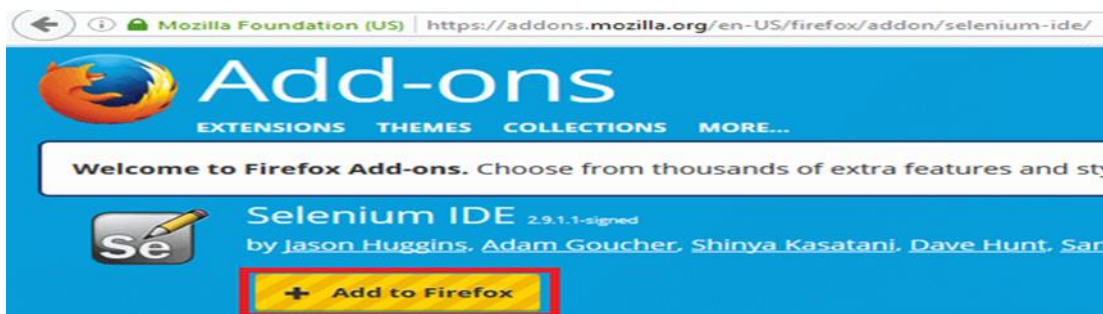 Mozilla Foundation (US) https://addons.mozilla.org/en-US/firefox/addon/selenium-ide/
Add-ons
EXTENSIONS THEMES COLLECTIONS MORE...
Welcome to Firefox Add-ons. Choose from thousands of extra features and sty
Se
Selenium IDE 2.9.1.1-signed
by Jason Huggins, Adam Goucher, Shinya Kasatani, Dave Hunt, San
+ Add to Firefox